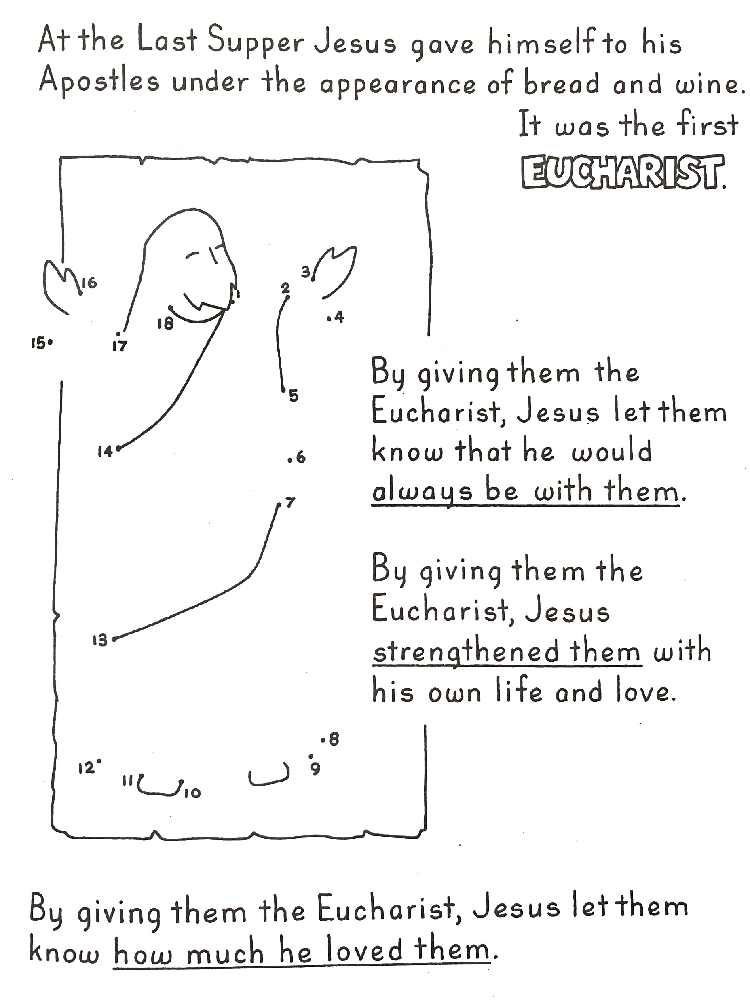 At the Last Supper Jesus gave himself to his
Apostles under the appearance of bread and wine.
It was the first
EUCHARIST.
16
3
2
1
4
18
15
17
5
By giving them the
Eucharist, Jesus let them
know that he would
always be with them.
14
6
7
By giving them the
Eucharist, Jesus
strengthened them with
his own life and love.
13
8
12
9
11
10
By giving them the Eucharist, Jesus let them
know how much he loved them.